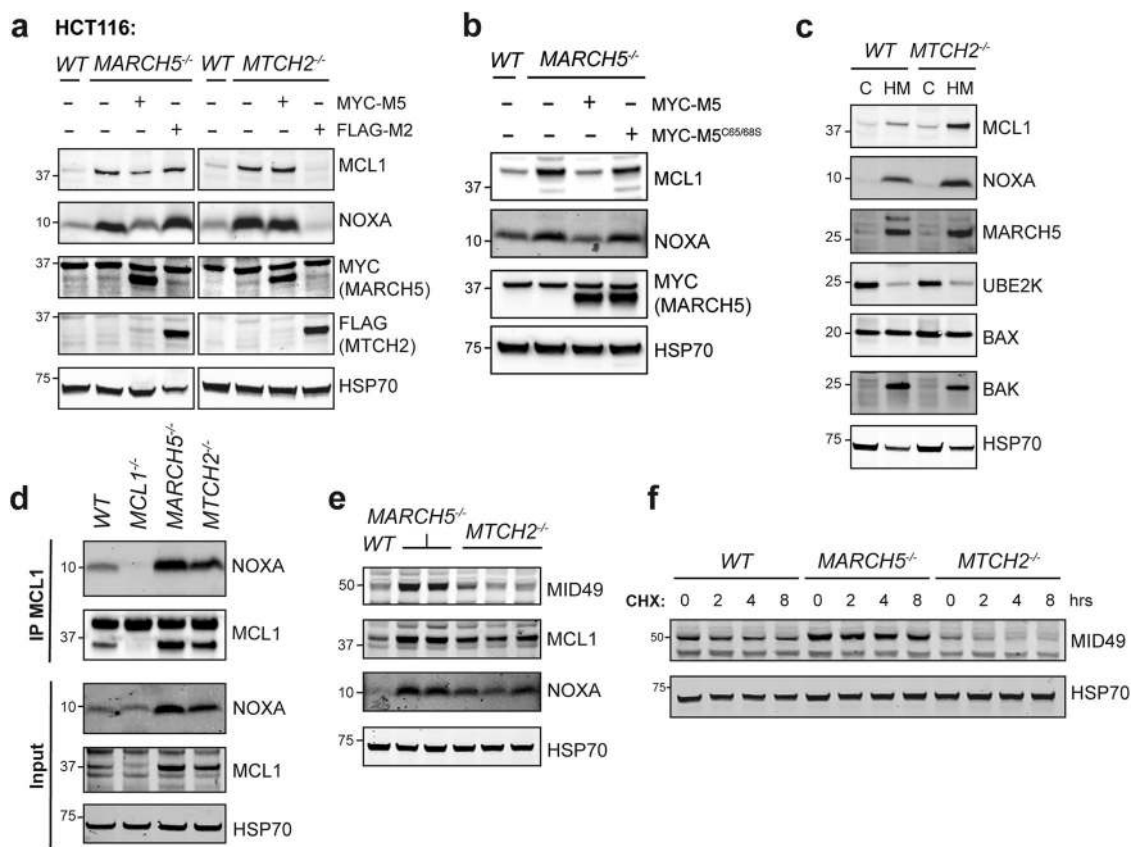 a HCT116:
WT MARCH5-/- WT MTCH2-/-
– – + – – – + – MYC-M5
– – – + – – – + FLAG-M2
37 MCL1
10 NOXA
37 MYC
(MARCH5)
37 FLAG
(MTCH2)
75 HSP70
b
WT MARCH5-/-
– – + – MYC-M5
– – – + MYC-M5C65/68S
37 MCL1
10 NOXA
37 MYC
(MARCH5)
75 HSP70
c
WT MTCH2-/-
C HM C HM
37 MCL1
10 NOXA
25 MARCH5
25 UBE2K
20 BAX
25 BAK
75 HSP70
d
WT MCL1-/- MARCH5-/- MTCH2-/-
IP MCL1
10 NOXA
37 MCL1
Input
10 NOXA
37 MCL1
75 HSP70
e
MARCH5-/-
WT MTCH2-/-
50 MID49
37 MCL1
10 NOXA
75 HSP70
f
WT MARCH5-/- MTCH2-/-
CHX: 0 2 4 8 0 2 4 8 0 2 4 8 hrs
50 MID49
75 HSP70